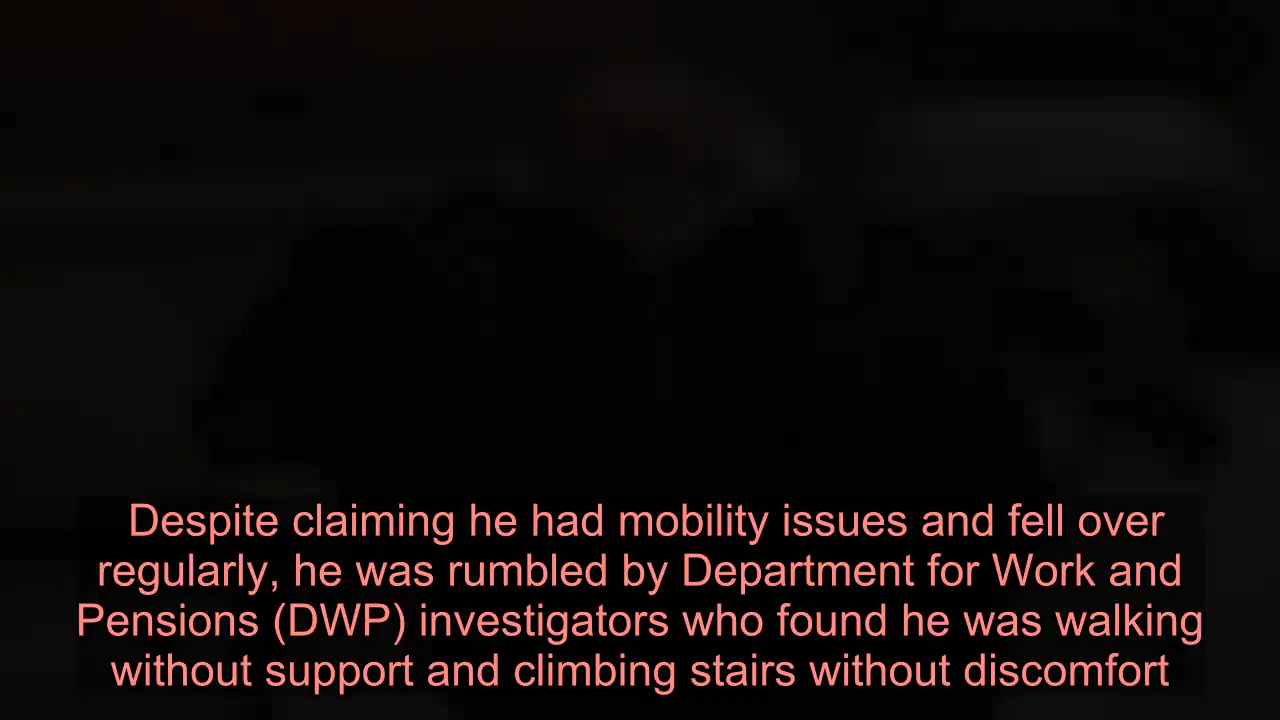 Despite claiming he had mobility issues and fell over
regularly, he was rumbled by Department for Work and
Pensions (DWP) investigators who found he was walking
without support and climbing stairs without discomfort